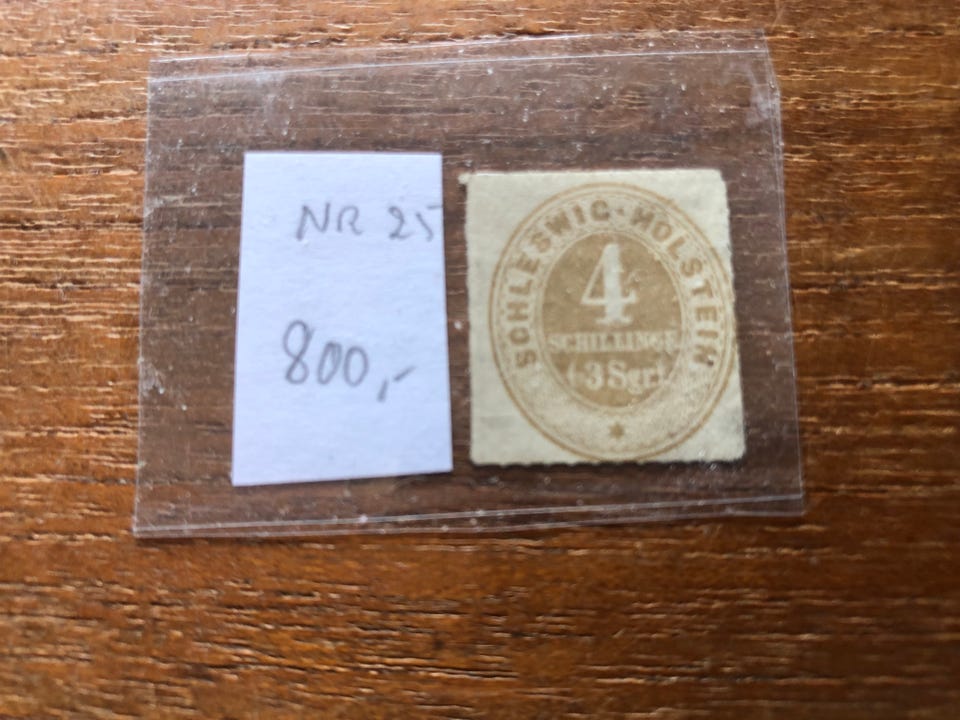 NR 25
800,-
SCHLESWIG-HOLSTEIN
4
SCHILLINGE
(3 Sgr)